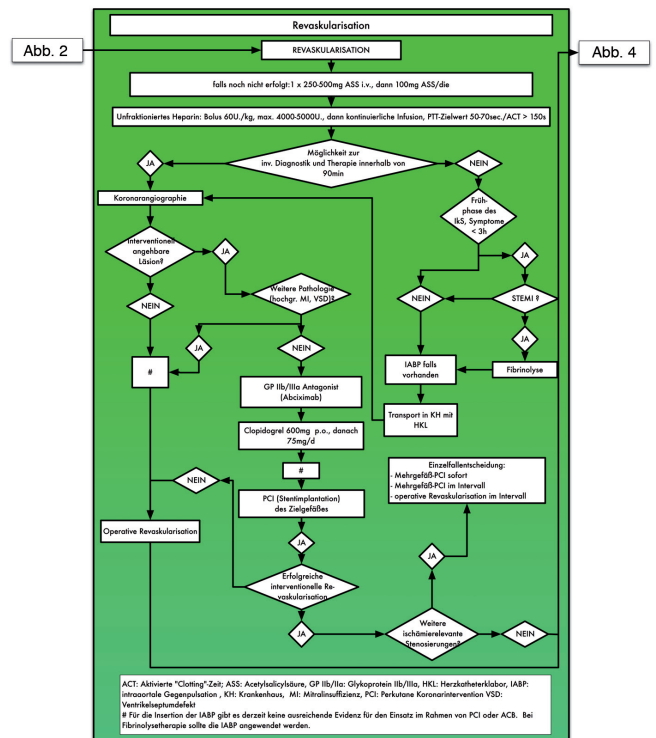 Revaskularisation
Abb. 2
REVASKULARISATION
Abb. 4
falls noch nicht erfolgt:1 x 250-500mg ASS i.v., dann 100mg ASS/die
Unfraktioniertes Heparin: Bolus 60U./kg, max. 4000-5000U., dann kontinuierliche Infusion, PTT-Zielwert 50-70sec./ACT > 150s
Möglichkeit zur
inv. Diagnostik und Therapie innerhalb von
90min
JA
NEIN
Koronarangiographie
Früh-
phase des
IkS, Symptome
< 3h
Interventionell
angehbare
Läsion?
JA
JA
Weitere Pathologie
(hochgr. MI, VSD)?
NEIN
NEIN
STEMI ?
JA
NEIN
JA
#
IABP falls
vorhanden
Fibrinolyse
GP IIb/IIIa Antagonist
(Abciximab)
Transport in KH mit
HKL
Clopidogrel 600mg p.o., danach
75mg/d
#
Einzelfallentscheidung:
- Mehrgefäß-PCI sofort
- Mehrgefäß-PCI im Intervall
- operative Revaskularisation im Intervall
NEIN
PCI (Stentimplantation)
des Zielgefäßes
Operative Revaskularisation
JA
JA
Erfolgreiche
interventionelle Re-
vaskularisation
JA
Weitere
ischämierelevante
Stenosierungen?
NEIN
ACT: Aktivierte "Clotting"-Zeit; ASS: Acetylsalicylsäure, GP IIb/IIa: Glykoprotein IIb/IIIa, HKL: Herzkatheterlabor, IABP:
intraaortale Gegenpulsation , KH: Krankenhaus, MI: Mitralinsuffizienz, PCI: Perkutane Koronarintervention VSD:
Ventrikelseptumdefekt
# Für die Insertion der IABP gibt es derzeit keine ausreichende Evidenz für den Einsatz im Rahmen von PCI oder ACB. Bei
Fibrinolysetherapie sollte die IABP angewendet werden.